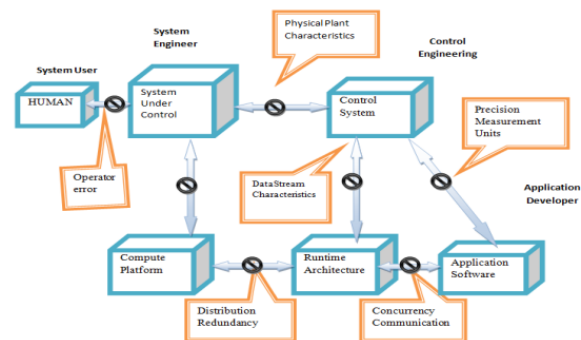 Physical Plant
Characteristics
System
Engineer
Control
Engineering
System User
HUMAN
System
Under
Control
Control
System
Precision
Measurement
Units
Operator
error
DataStream
Characteristics
Application
Developer
Compute
Platform
Runtime
Architecture
Application
Software
Distribution
Redundancy
Concurrency
Communication